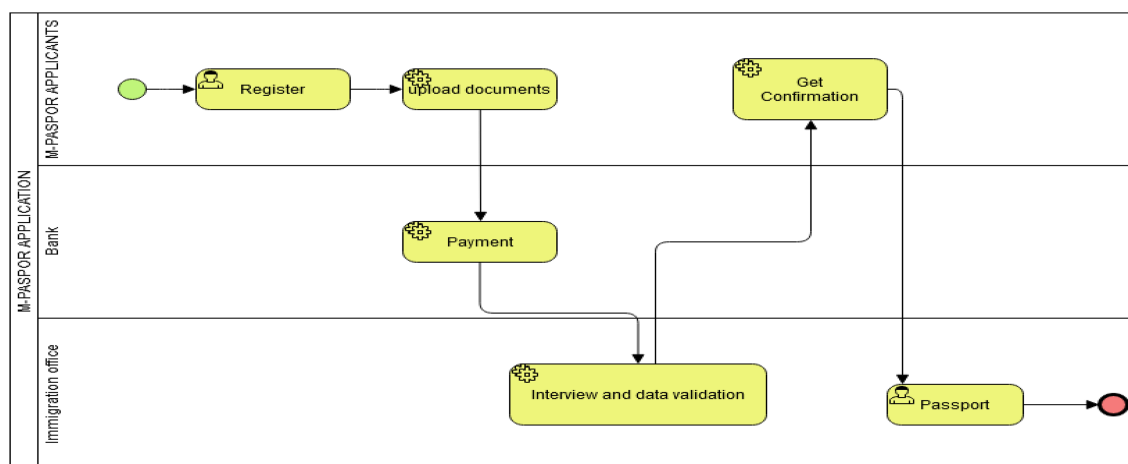 M-PASPOR APPLICATION
M-PASPOR APPLICANTS
Register
upload documents
Get
Confirmation
Bank
Payment
Immigration office
Interview and data validation
Passport